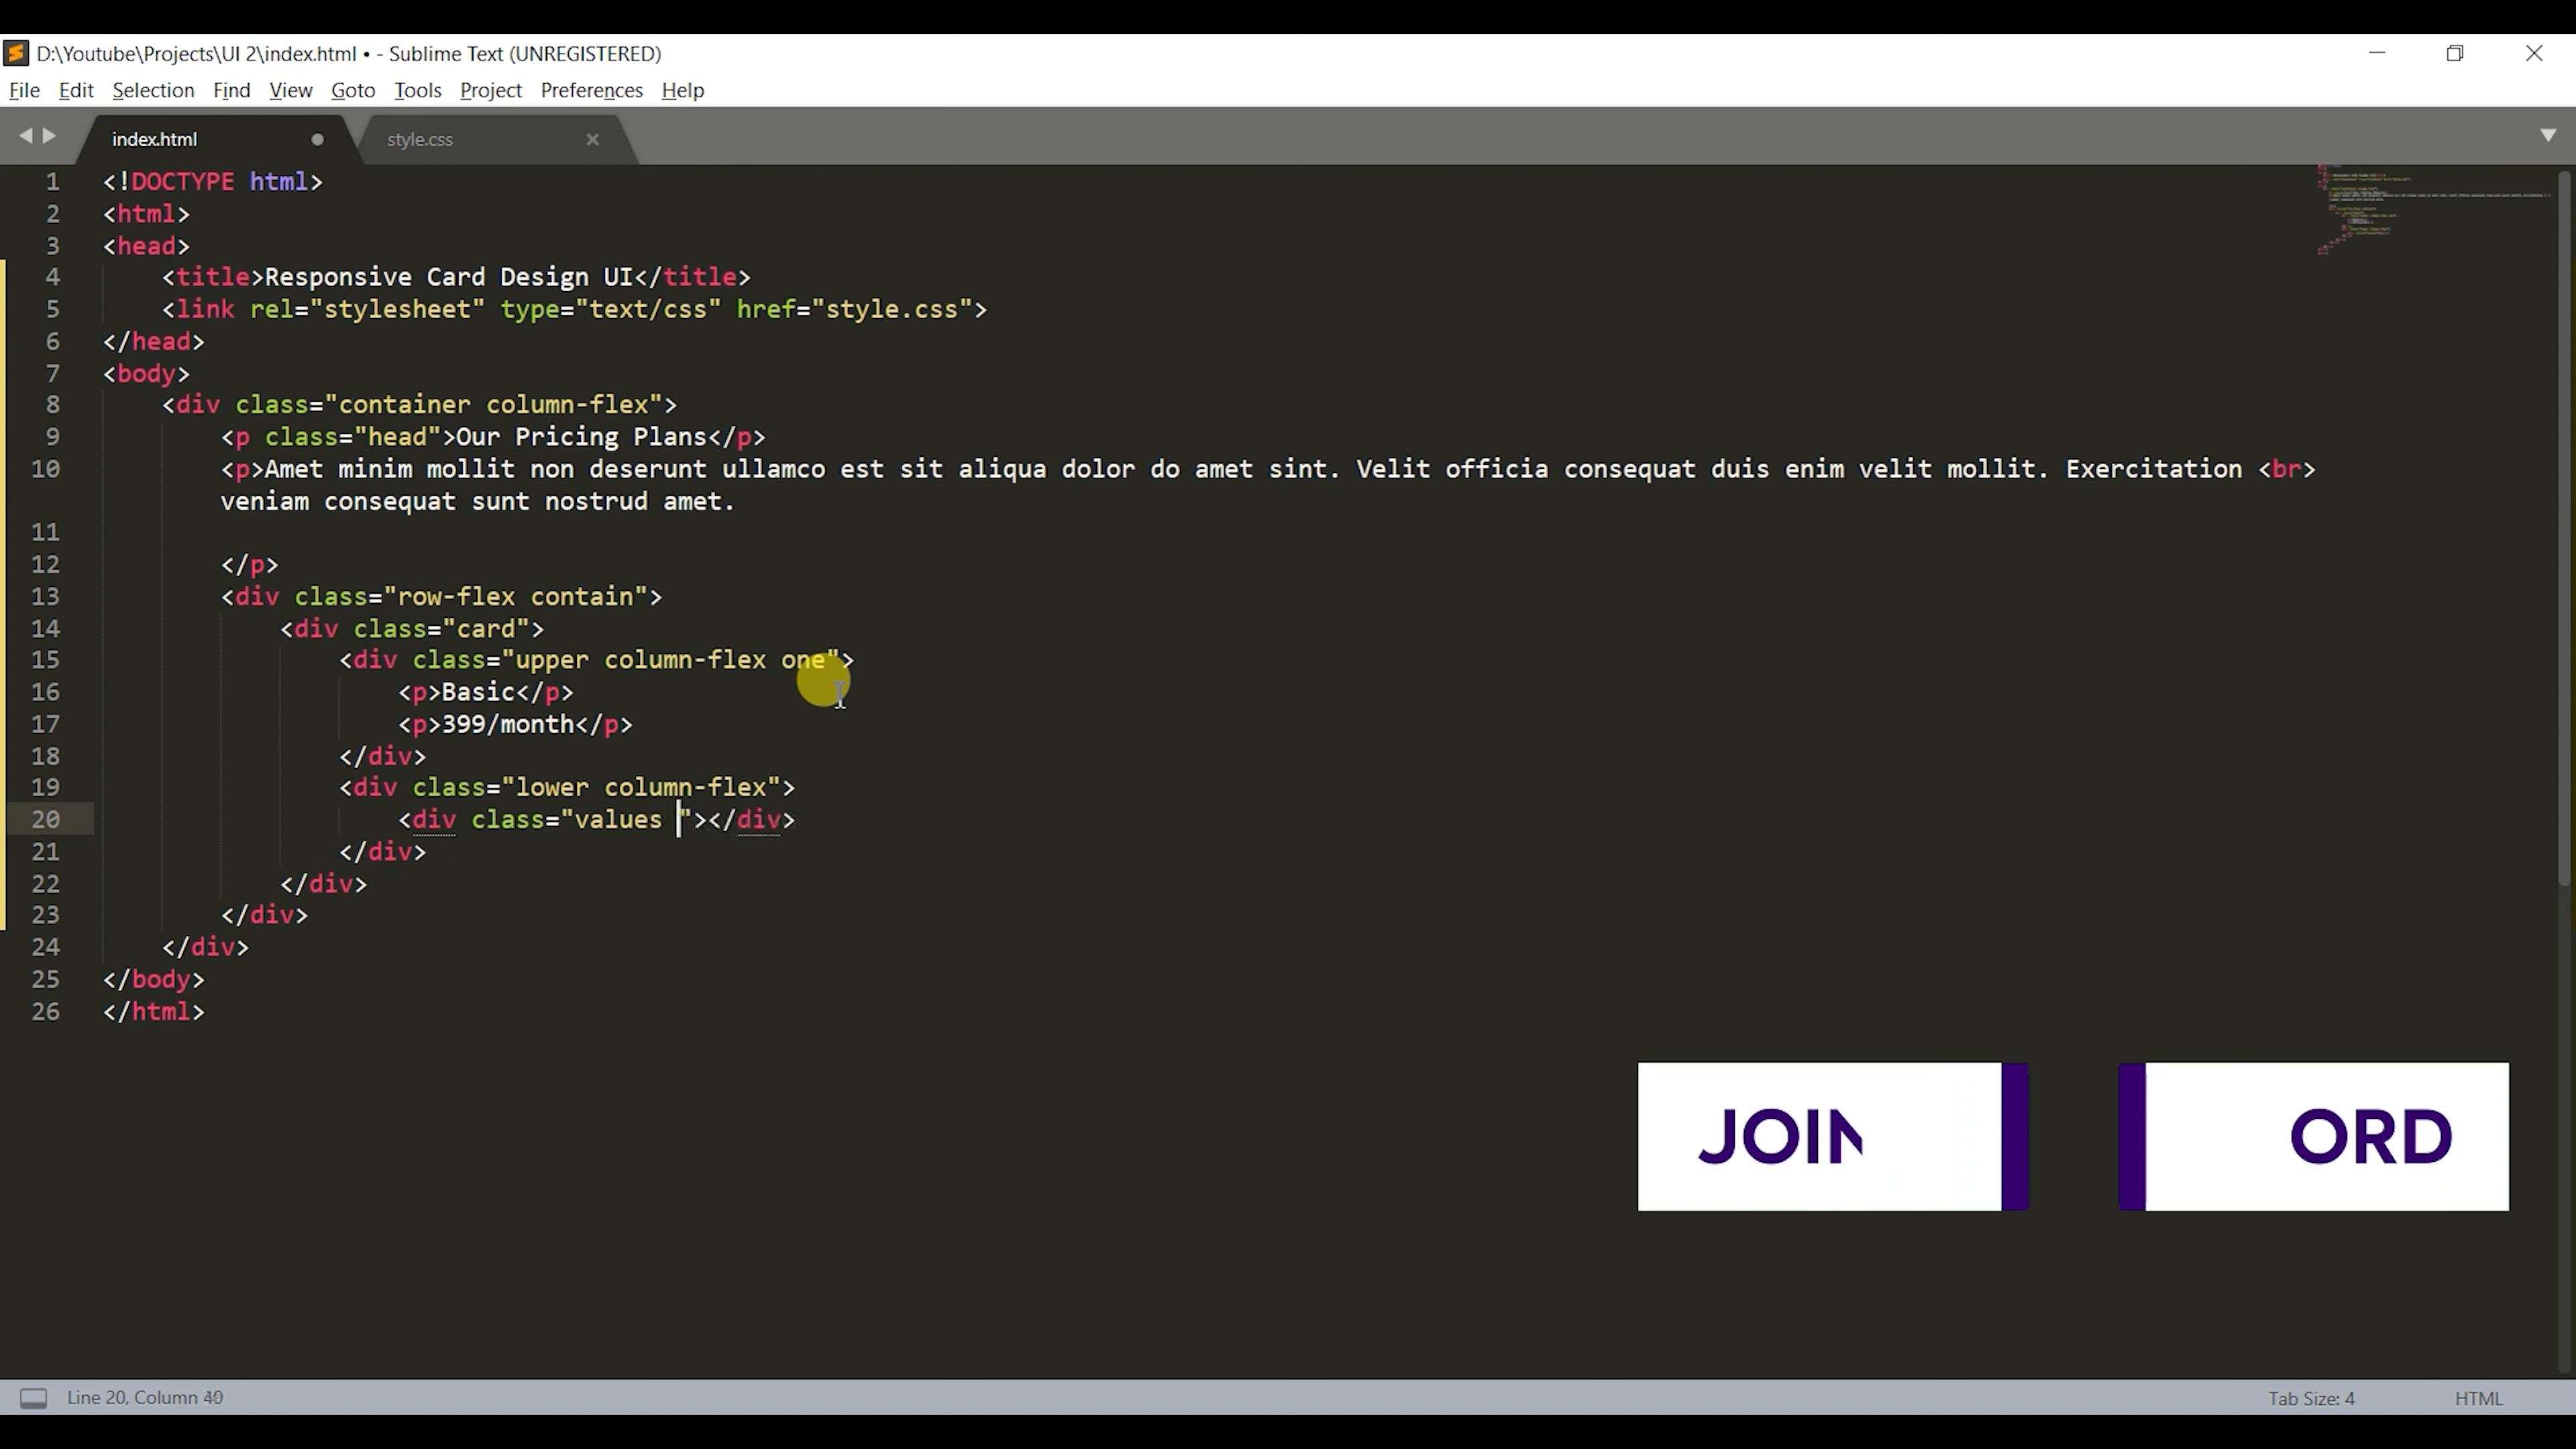 D:\Youtube\Projects\UI 2\index.html • - Sublime Text (UNREGISTERED)
File Edit Selection Find View Goto Tools Project Preferences Help
index.html style.css
1 <!DOCTYPE html>
2 <html>
3 <head>
4 <title>Responsive Card Design UI</title>
5 <link rel="stylesheet" type="text/css" href="style.css">
6 </head>
7 <body>
8 <div class="container column-flex">
9 <p class="head">Our Pricing Plans</p>
10 <p>Amet minim mollit non deserunt ullamco est sit aliqua dolor do amet sint. Velit officia consequat duis enim velit mollit. Exercitation <br>
veniam consequat sunt nostrud amet.
11
12 </p>
13 <div class="row-flex contain">
14 <div class="card">
15 <div class="upper column-flex one">
16 <p>Basic</p>
17 <p>399/month</p>
18 </div>
19 <div class="lower column-flex">
20 <div class="values "></div>
21 </div>
22 </div>
23 </div>
24 </div>
25 </body>
26 </html>
JOIN ORD
Line 20, Column
Tab Size: 4 HTML